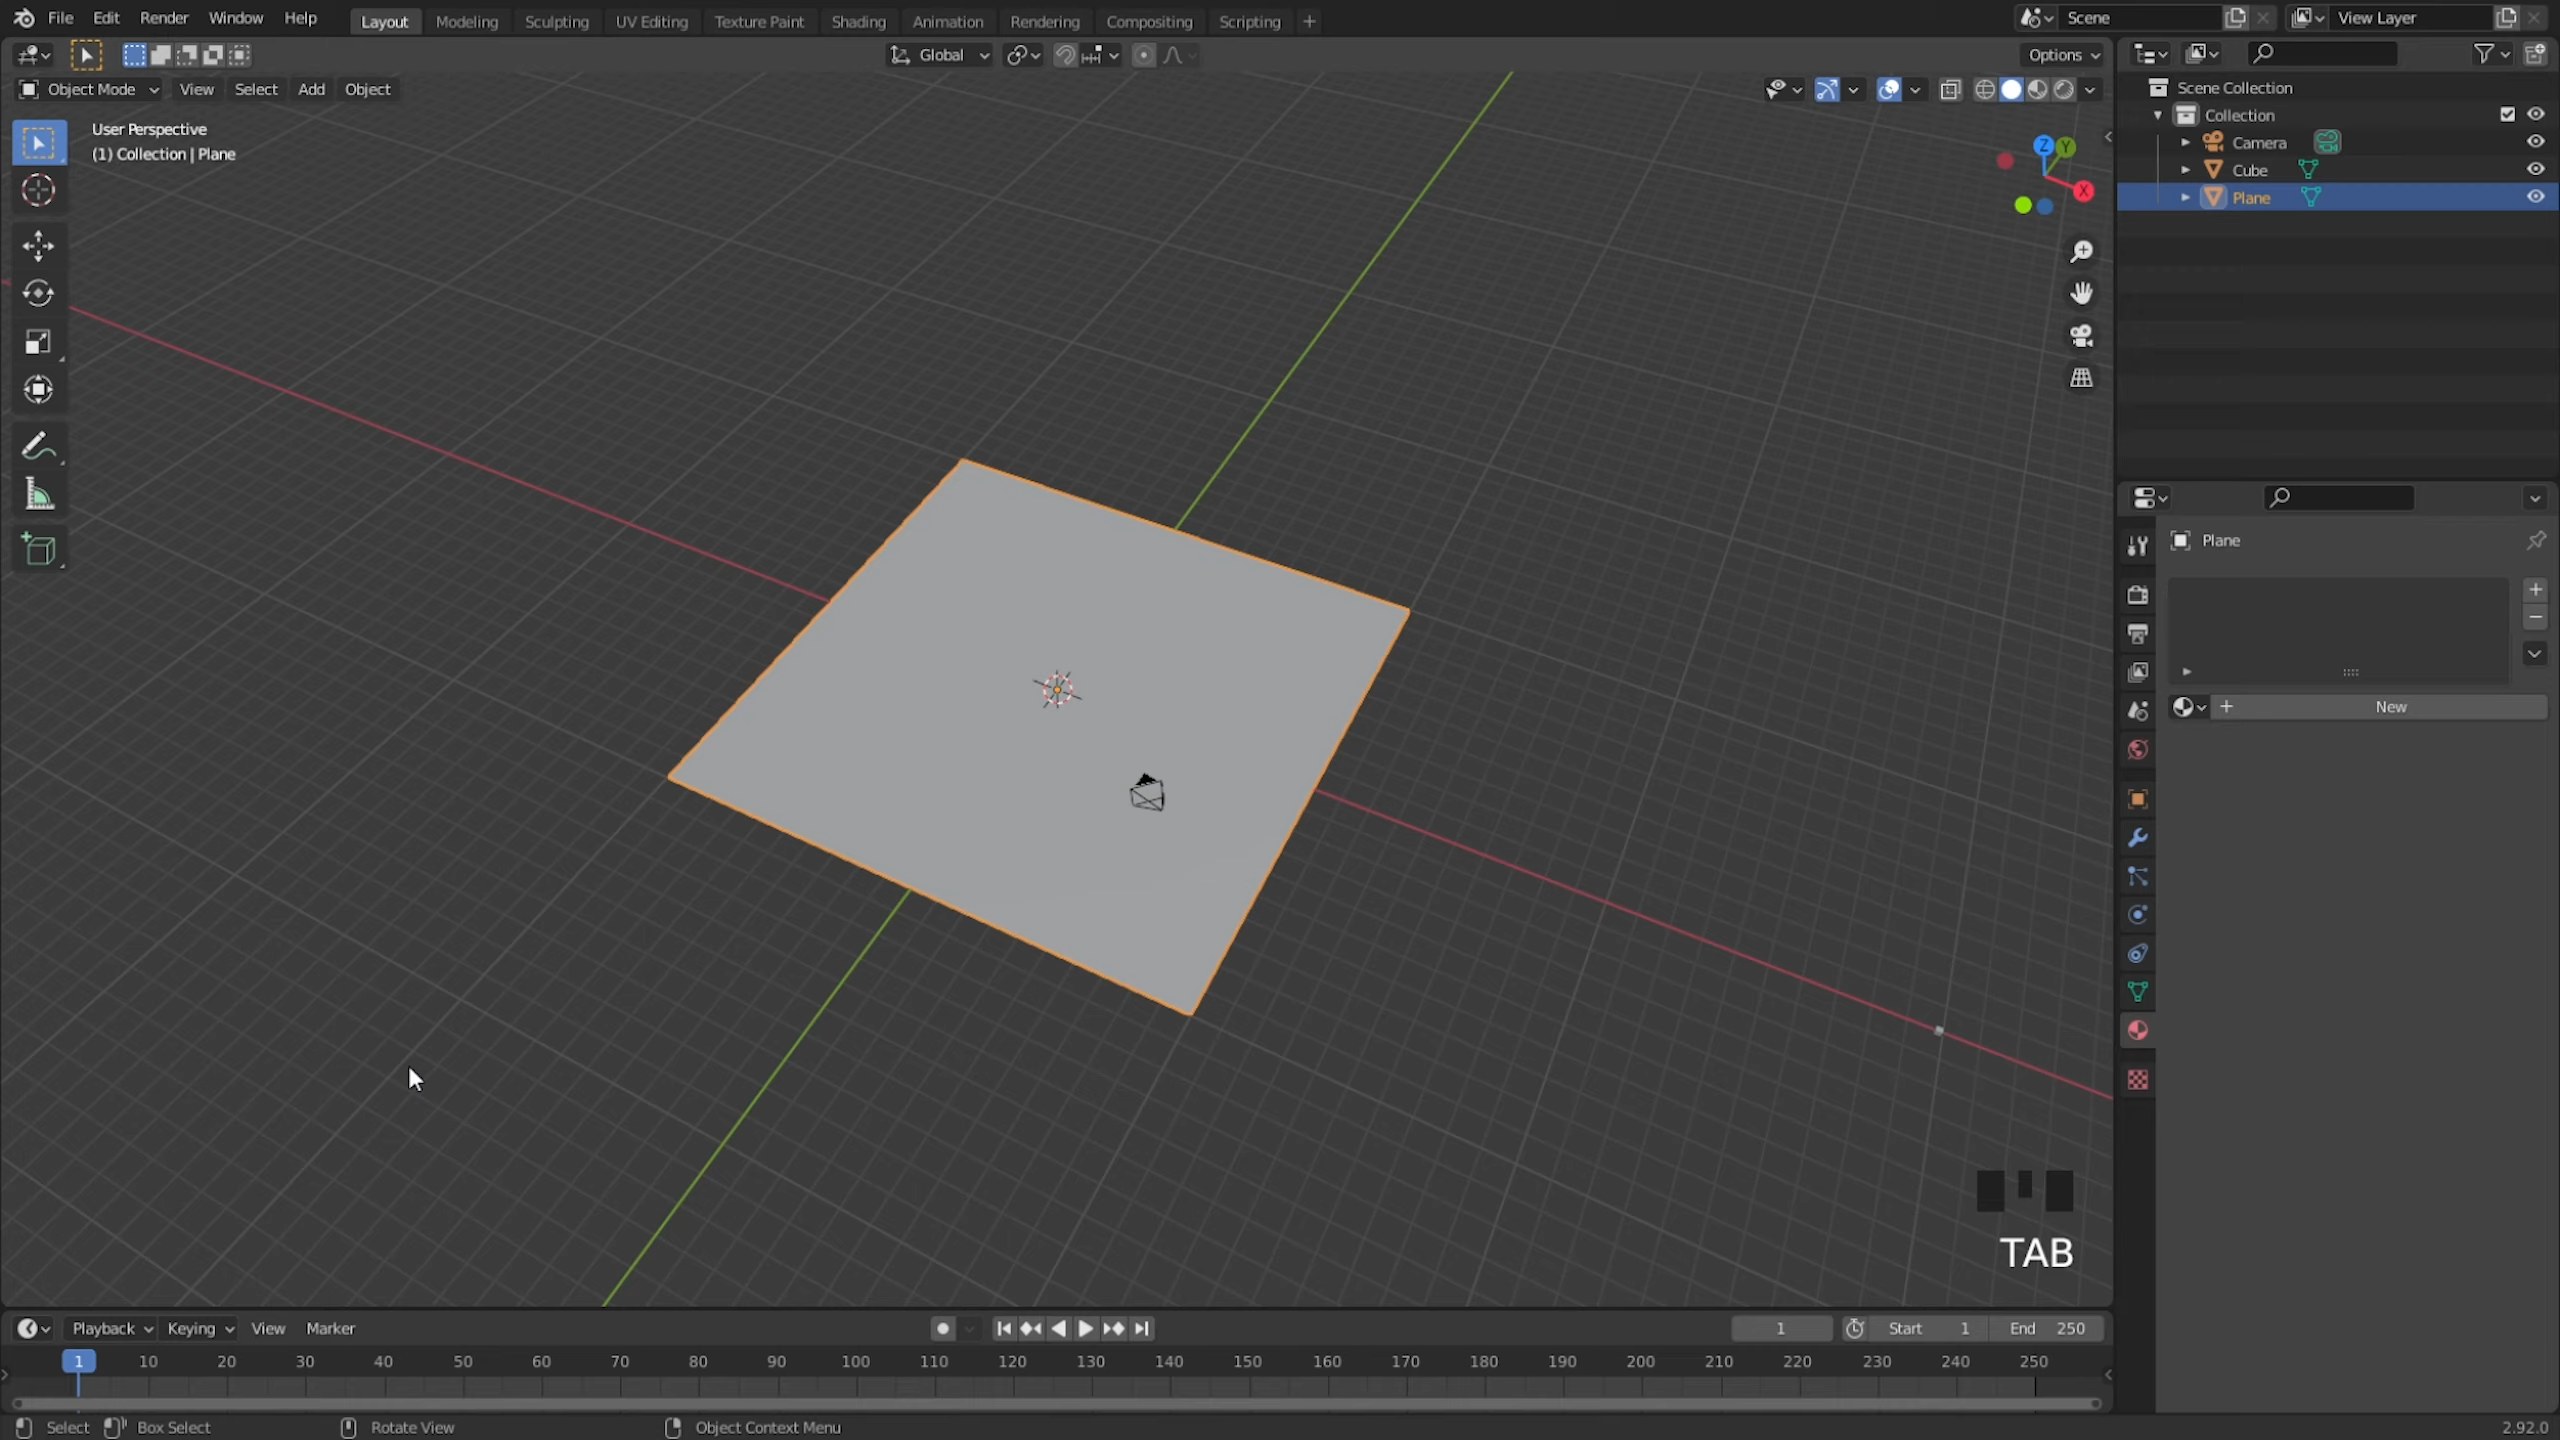 File Edit Render Window Help Layout Modeling Sculpting UV Editing Texture Paint Shading Animation Rendering Compositing Scripting + Scene View Layer
Global Options
Object Mode View Select Add Object
User Perspective
(1) Collection | Plane
Z Y
X
Scene Collection
Collection
Camera
Cube
Plane
Plane
New
TAB
Playback Keying View Marker 1 Start 1 End 250
1 10 20 30 40 50 60 70 80 90 100 110 120 130 140 150 160 170 180 190 200 210 220 230 240 250
Select Box Select Rotate View Object Context Menu 2.92.0